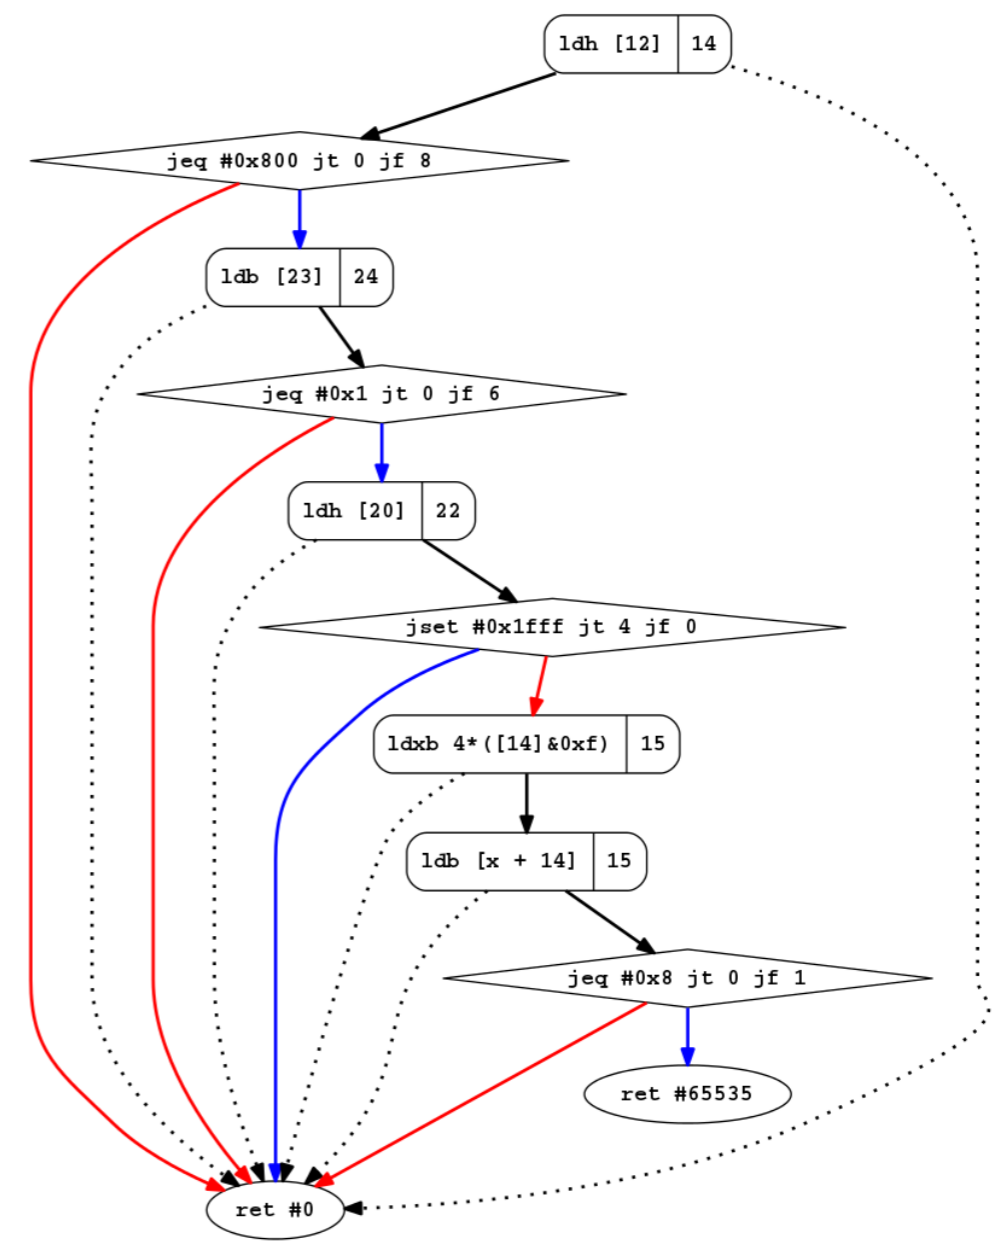 ldh [12] 14
jeq #0x800 jt 0 jf 8
ldb [23] 24
jeq #0x1 jt 0 jf 6
ldh [20] 22
jset #0x1fff jt 4 jf 0
ldxb 4*([14]&0xf) 15
ldb [x + 14] 15
jeq #0x8 jt 0 jf 1
ret #65535
ret #0